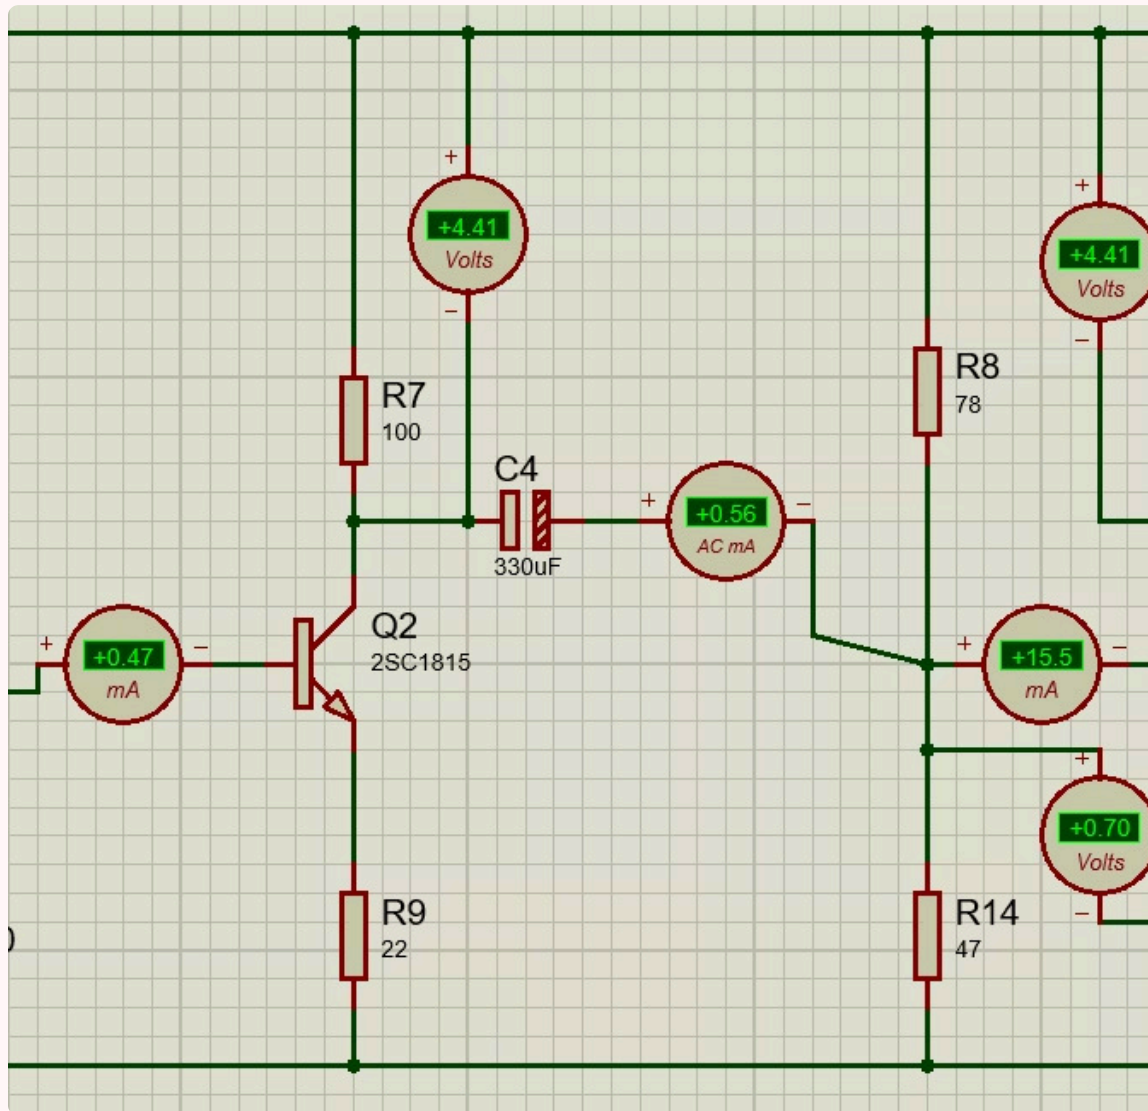 +
+4.41
Volts
−
+
+4.41
Volts
−
R7
100
R8
78
C4
330uF
+
+0.56
AC mA
−
+
+0.47
mA
−
Q2
2SC1815
+
+15.5
mA
−
+
+0.70
Volts
−
R9
22
R14
47